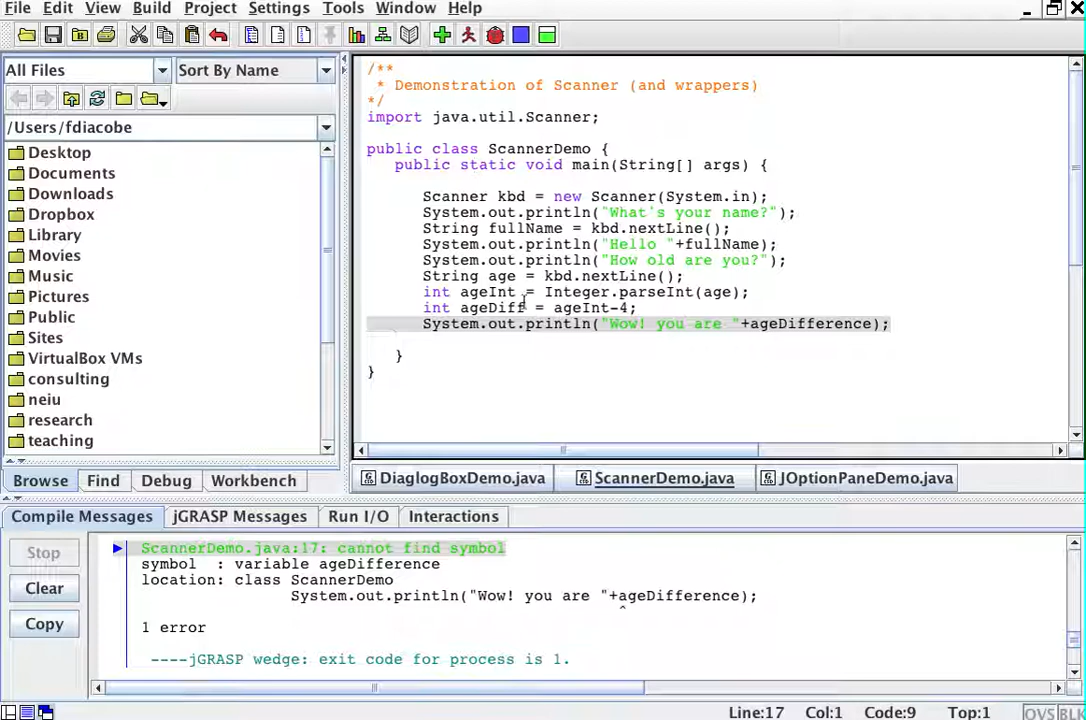 File Edit View Build Project Settings Tools Window Help
All Files
Sort By Name
/Users/fdiacobe
Desktop
Documents
Downloads
Dropbox
Library
Movies
Music
Pictures
Public
Sites
VirtualBox VMs
consulting
neiu
research
teaching
Browse Find Debug Workbench
/**
* Demonstration of Scanner (and wrappers)
*/
import java.util.Scanner;
public class ScannerDemo {
public static void main(String[] args) {
Scanner kbd = new Scanner(System.in);
System.out.println("What's your name?");
String fullName = kbd.nextLine();
System.out.println("Hello "+fullName);
System.out.println("How old are you?");
String age = kbd.nextLine();
int ageInt = Integer.parseInt(age);
int ageDiff = ageInt-4;
System.out.println("Wow! you are "+ageDifference);
}
}
DiaglogBoxDemo.java ScannerDemo.java JOptionPaneDemo.java
Compile Messages jGRASP Messages Run I/O Interactions
Stop
Clear
Copy
ScannerDemo.java:17: cannot find symbol
symbol  : variable ageDifference
location: class ScannerDemo
System.out.println("Wow! you are "+ageDifference);
^
1 error
----jGRASP wedge: exit code for process is 1.
Line:17 Col:1 Code:9 Top:1 OVS BLK